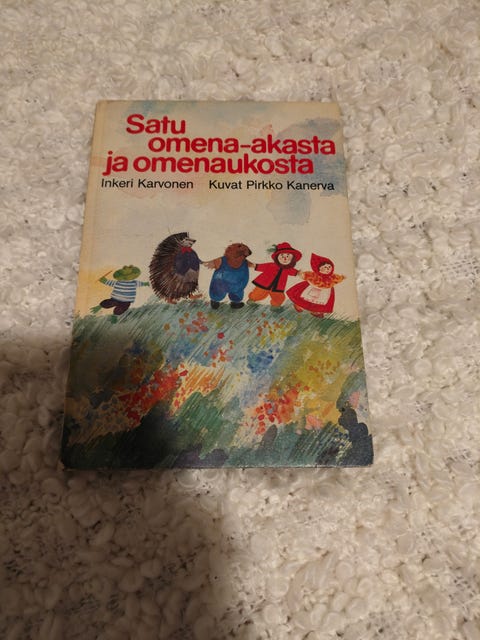 Satu
omena-akasta
ja omenaukosta
Inkeri Karvonen Kuvat Pirkko Kanerva